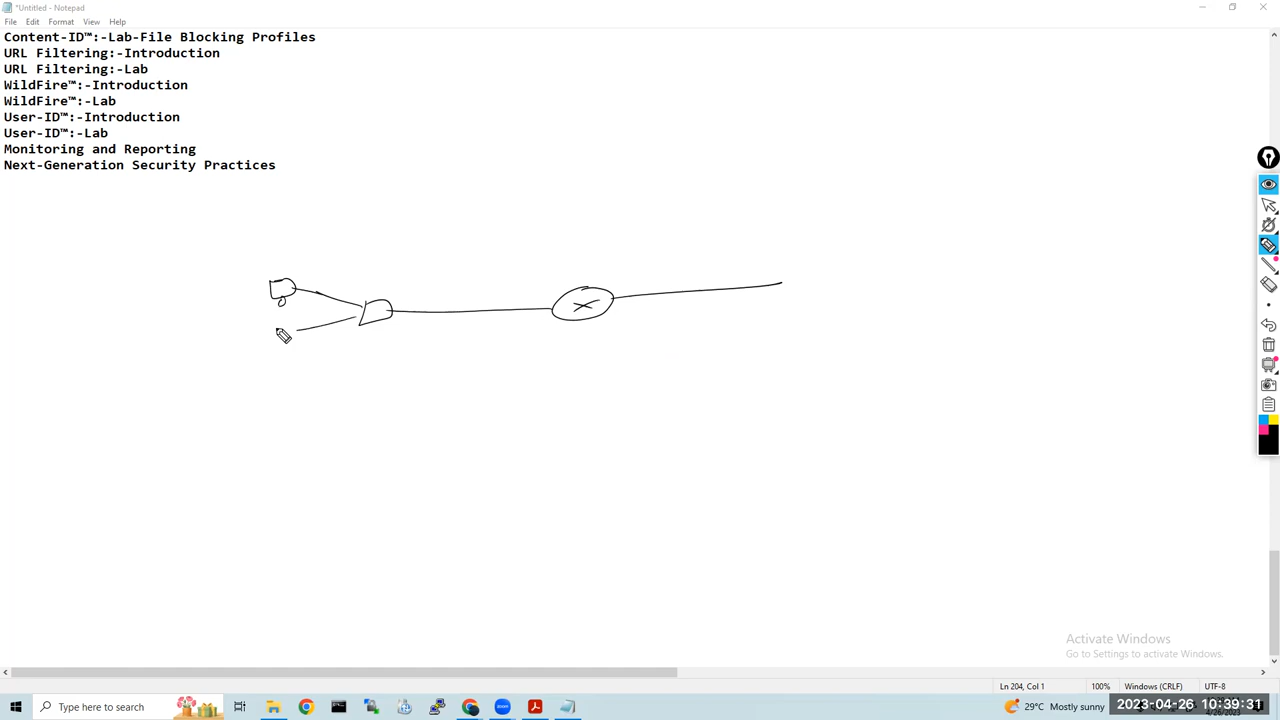 *Untitled - Notepad
File Edit Format View Help
Content-ID™:-Lab-File Blocking Profiles
URL Filtering:-Introduction
URL Filtering:-Lab
WildFire™:-Introduction
WildFire™:-Lab
User-ID™:-Introduction
User-ID™:-Lab
Monitoring and Reporting
Next-Generation Security Practices
Activate Windows
Go to Settings to activate Windows.
Ln 204, Col 1 100% Windows (CRLF) UTF-8
Type here to search
29°C Mostly sunny
2023-04-26 10:39:31